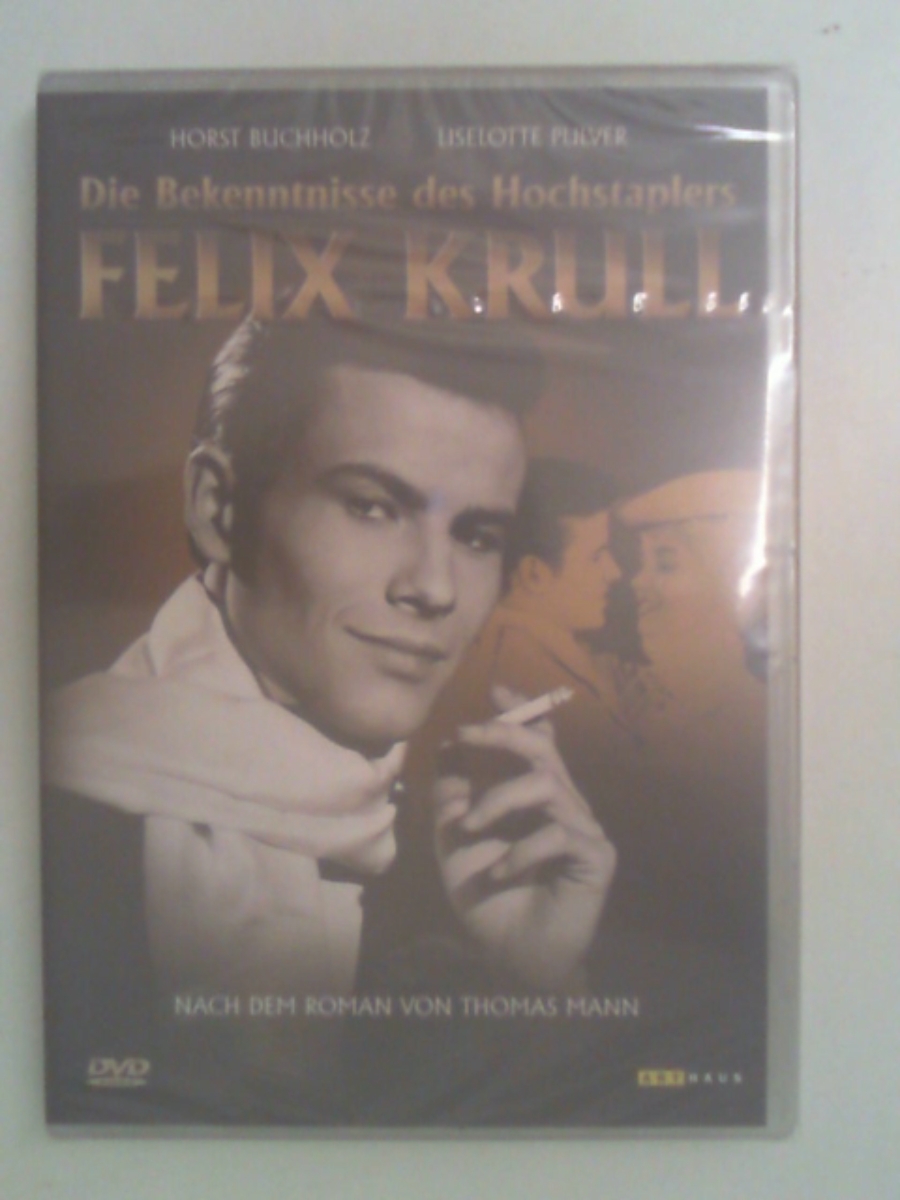 HORST BUCHHOLZ LISELOTTE PULVER
Die Bekenntnisse des Hochstaplers
FELIX KRULL
NACH DEM ROMAN VON THOMAS MANN
DVD
ARTHAUS